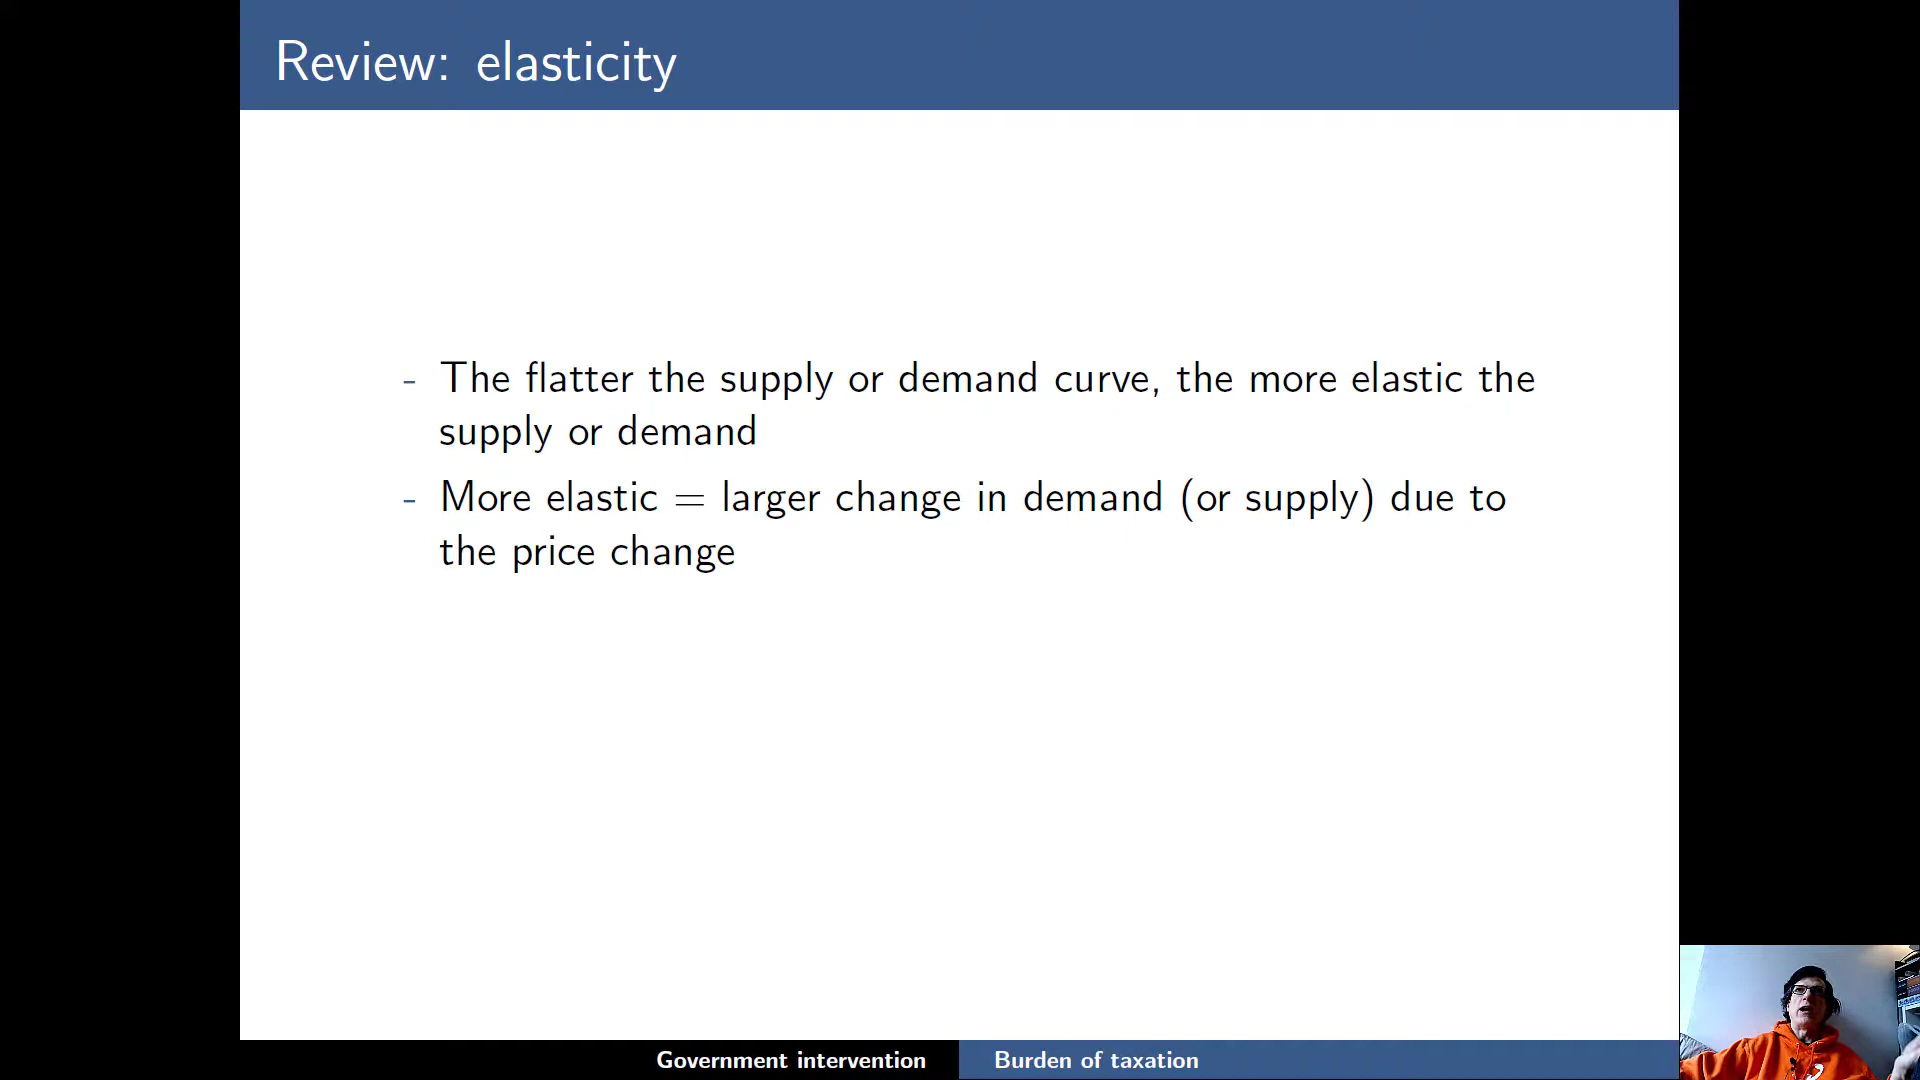 Review: elasticity
- The flatter the supply or demand curve, the more elastic the
supply or demand
- More elastic = larger change in demand (or supply) due to
the price change
Government intervention
Burden of taxation